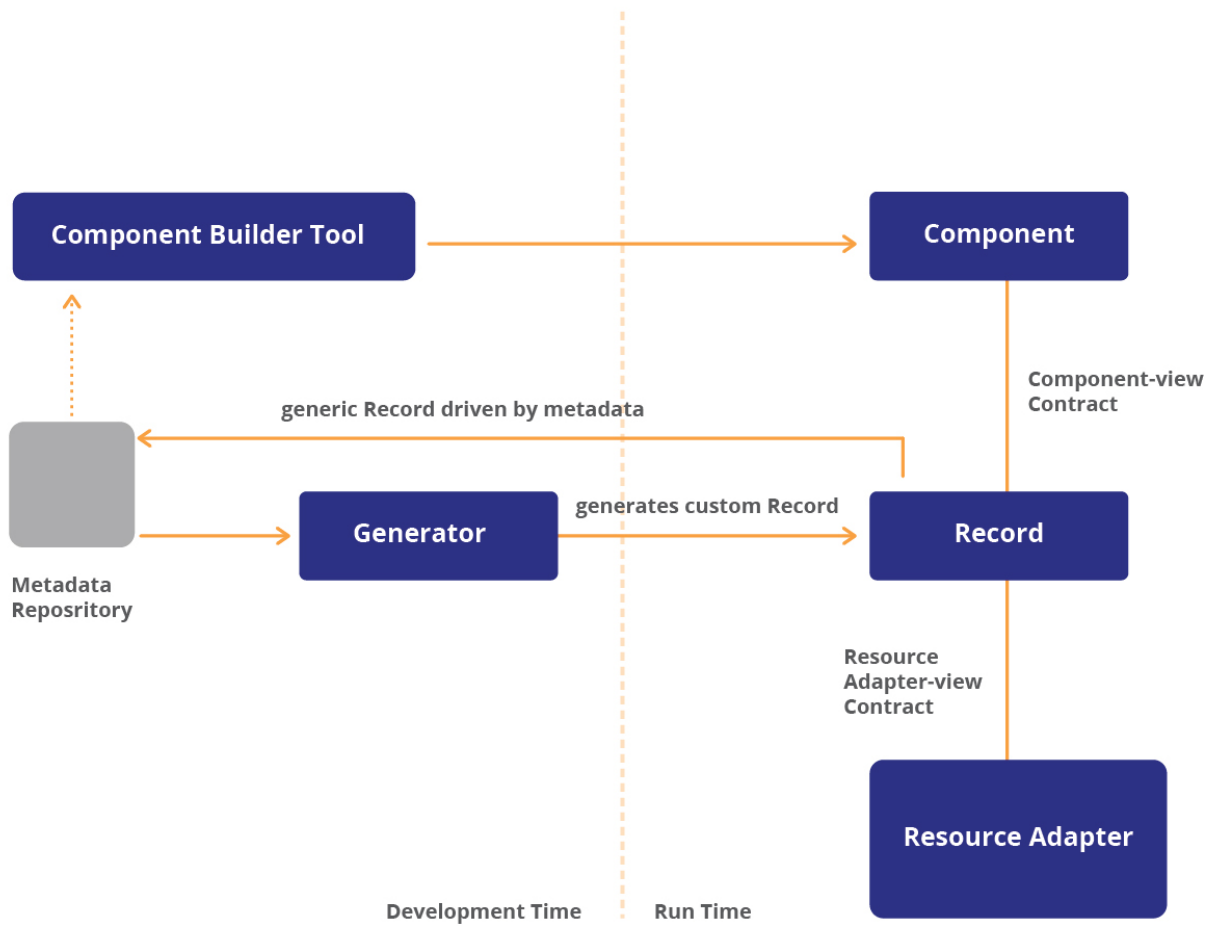 Component Builder Tool
Component
Component-view
Contract
generic Record driven by metadata
generates custom Record
Generator
Record
Metadata
Reposritory
Resource
Adapter-view
Contract
Resource Adapter
Development Time
Run Time